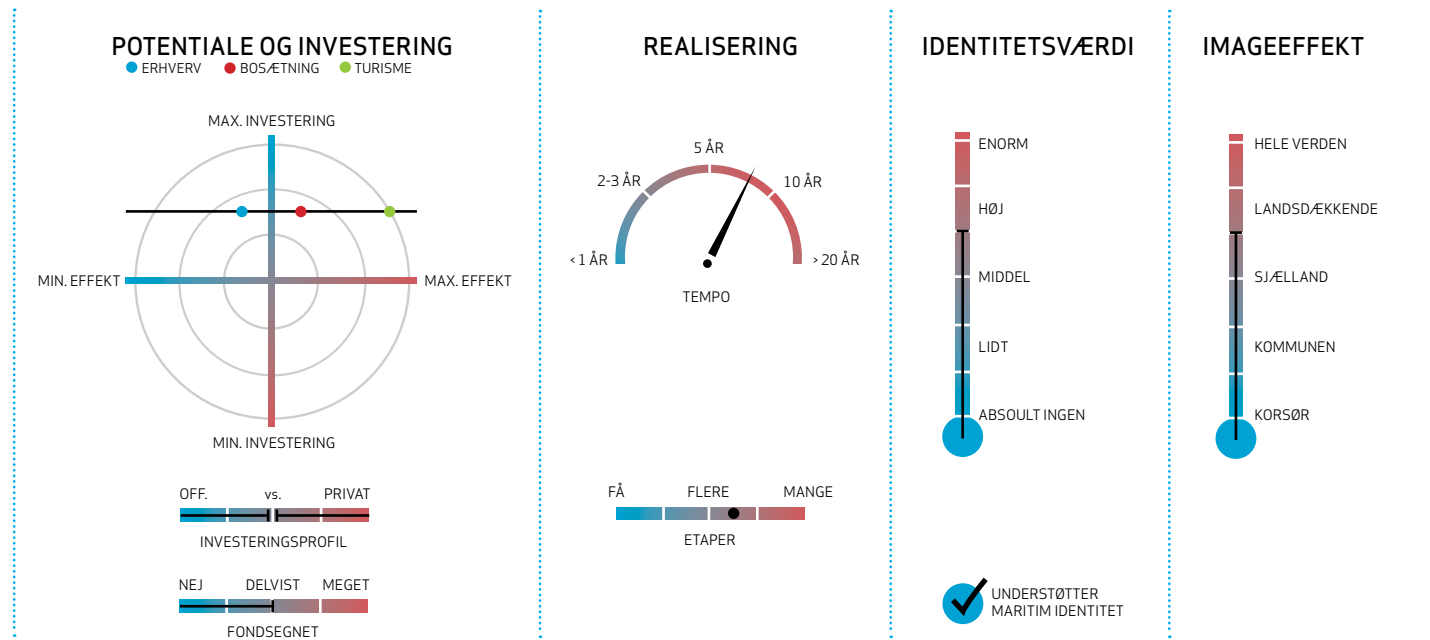 POTENTIALE OG INVESTERING
ERHVERV BOSÆTNING TURISME
MAX. INVESTERING
MIN. EFFEKT MAX. EFFEKT
MIN. INVESTERING
OFF. vs. PRIVAT
INVESTERINGSPROFIL
NEJ DELVIST MEGET
FONDSEGNET
REALISERING
5 ÅR
2-3 ÅR 10 ÅR
< 1 ÅR > 20 ÅR
TEMPO
FÅ FLERE MANGE
ETAPER
IDENTITETSVÆRDI
ENORM
HØJ
MIDDEL
LIDT
ABSOULT INGEN
UNDERSTØTTER
MARITIM IDENTITET
IMAGEEFFEKT
HELE VERDEN
LANDSDÆKKENDE
SJÆLLAND
KOMMUNEN
KORSØR